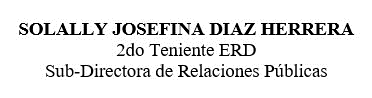 SOLALLY JOSEFINA DIAZ HERRERA
2do Teniente ERD
Sub-Directora de Relaciones Públicas